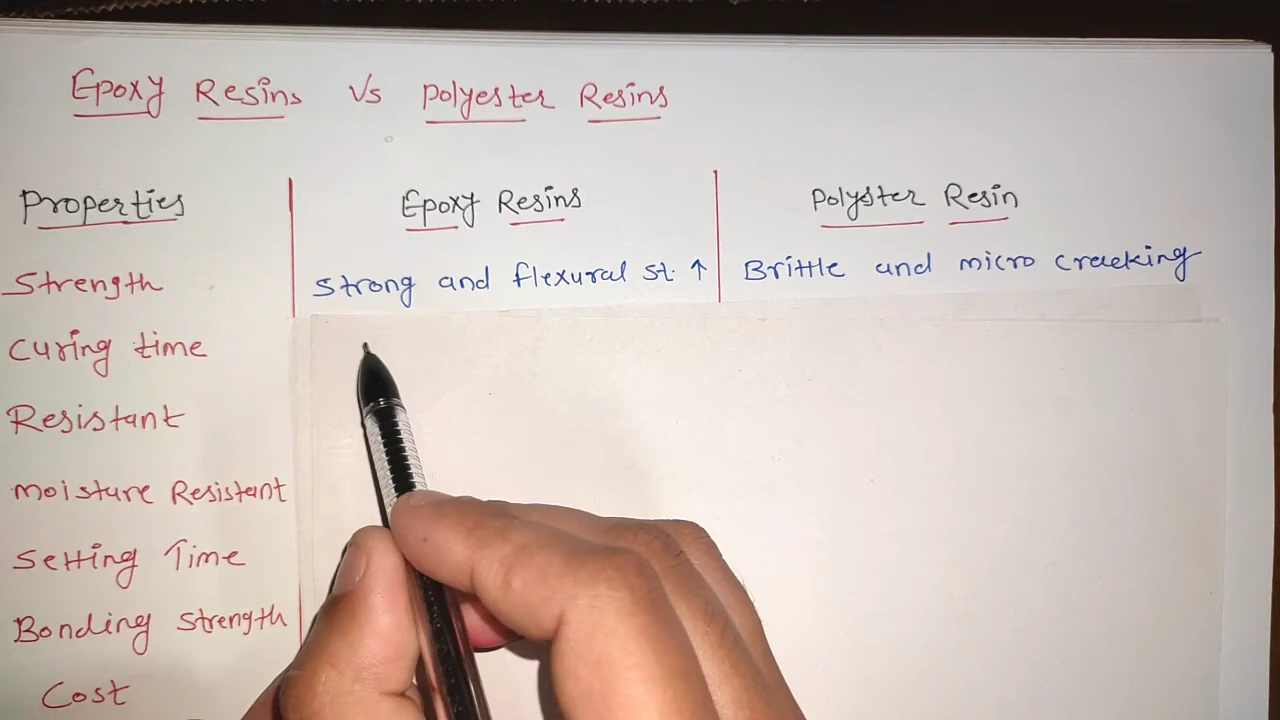 Epoxy Resins Vs Polyester Resins
Properties Epoxy Resins Polyster Resin
Strength Strong and flexural st. ↑ Brittle and micro cracking
Curing time
Resistant
Moisture Resistant
Setting Time
Bonding Strength
Cost